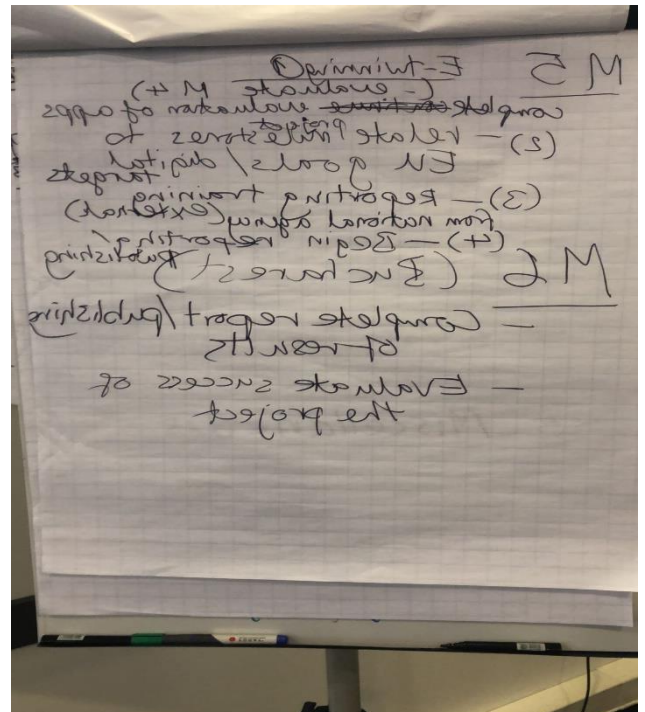 M5 E-twinning ①
(- evaluate M4)
complete continue evaluation of apps
(2) - relate project milestones to
EU goals / digital targets
(3) - Reporting training
from national agency (external)
(4) - Begin reporting /
M6 (Bucharest) publishing
- Complete report / publishing
of results
- Evaluate success of
the project